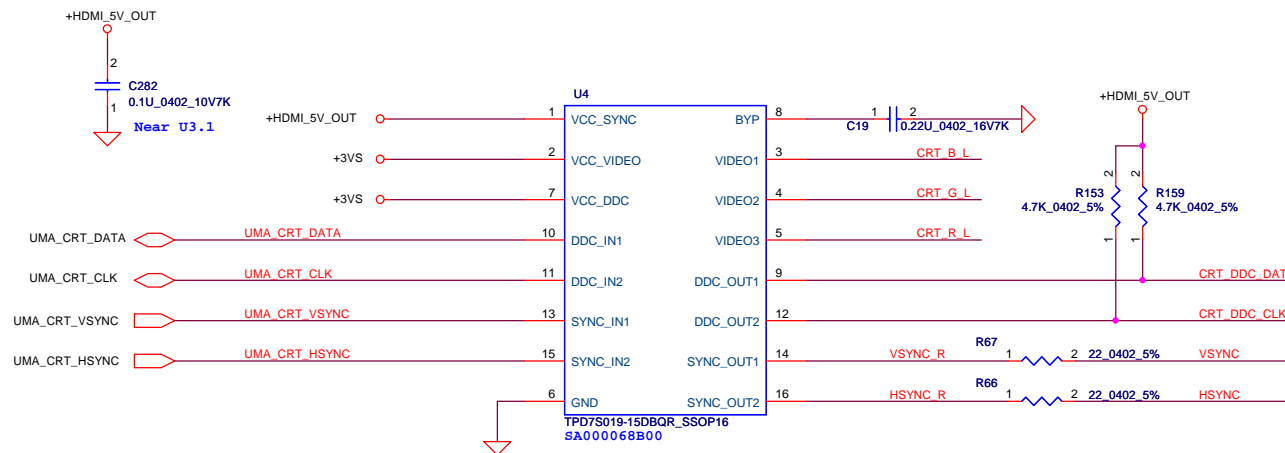 +HDMI_5V_OUT
2
C282
0.1U_0402_10V7K
1
Near U3.1
U4
+HDMI_5V_OUT
1
VCC_SYNC
BYP
8
1
2
C19
0.22U_0402_16V7K
+HDMI_5V_OUT
+3VS
2
VCC_VIDEO
VIDEO1
3
CRT_B_L
+3VS
7
VCC_DDC
VIDEO2
4
CRT_G_L
2
2
R153
4.7K_0402_5%
R159
4.7K_0402_5%
1
1
UMA_CRT_DATA
UMA_CRT_DATA
10
DDC_IN1
VIDEO3
5
CRT_R_L
UMA_CRT_CLK
UMA_CRT_CLK
11
DDC_IN2
DDC_OUT1
9
CRT_DDC_DAT
UMA_CRT_VSYNC
UMA_CRT_VSYNC
13
SYNC_IN1
DDC_OUT2
12
CRT_DDC_CLK
UMA_CRT_HSYNC
UMA_CRT_HSYNC
15
SYNC_IN2
SYNC_OUT1
14
VSYNC_R
R67
1
2
22_0402_5%
VSYNC
6
GND
SYNC_OUT2
16
HSYNC_R
R66
1
2
22_0402_5%
HSYNC
TPD7S019-15DBQR_SSOP16
SA000068B00